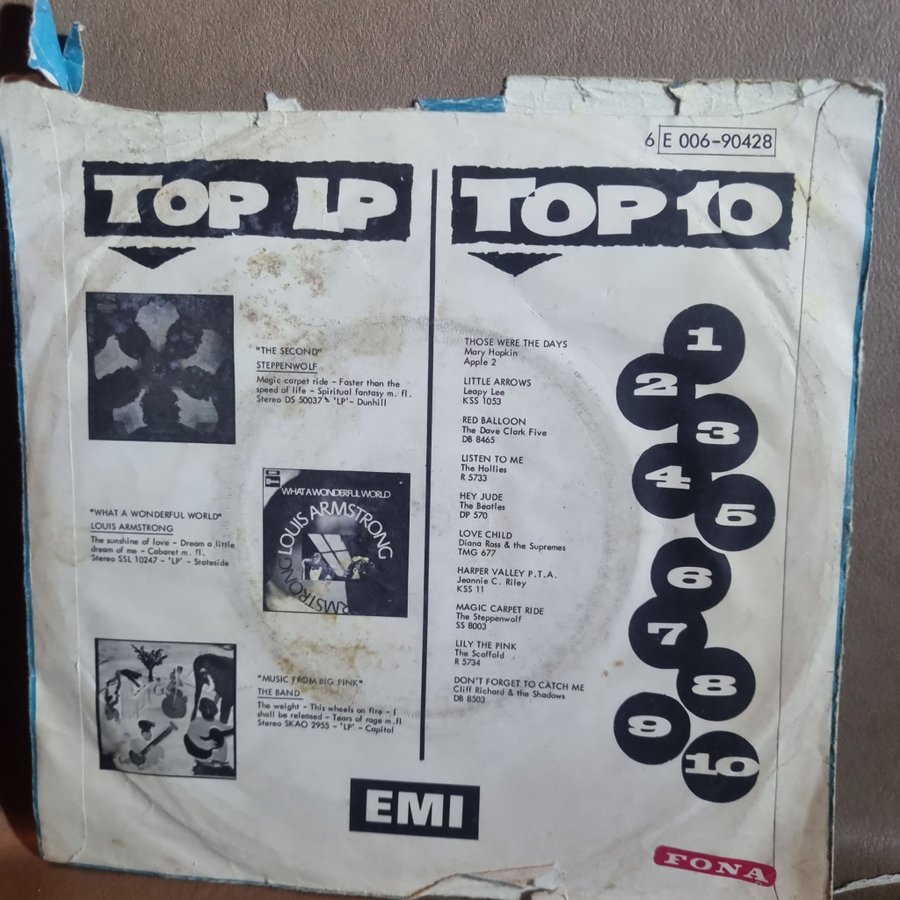 6 E 006-90428
TOP LP
"THE SECOND"
STEPPENWOLF
Magic carpet ride - Faster than the
speed of life - Spiritual fantasy m. fl.
Stereo DS 50037 - 'LP' - Dunhill
"WHAT A WONDERFUL WORLD"
LOUIS ARMSTRONG
The sunshine of love - Dream a little
dream of me - Cabaret m. fl.
Stereo SSL 10247 - 'LP' - Stateside
EMI
WHAT A WONDERFUL WORLD
LOUIS ARMSTRONG
ARMSTRONG
"MUSIC FROM BIG PINK"
THE BAND
The weight - This wheels on fire - I
shall be released - Tears of rage m.fl
Stereo SKAO 2955 - 'LP' - Capitol
TOP 10
THOSE WERE THE DAYS
Mary Hopkin
Apple 2
LITTLE ARROWS
Leapy Lee
KSS 1053
RED BALLOON
The Dave Clark Five
DB 8465
LISTEN TO ME
The Hollies
R 5733
HEY JUDE
The Beatles
DP 570
LOVE CHILD
Diana Ross & the Supremes
TMG 677
HARPER VALLEY P.T.A.
Jeannie C. Riley
KSS 11
MAGIC CARPET RIDE
The Steppenwolf
SS 8003
LILY THE PINK
The Scaffold
R 5734
DON'T FORGET TO CATCH ME
Cliff Richard & the Shadows
DB 8503
1
2
3
4
5
6
7
8
9
10
EMI
FONA